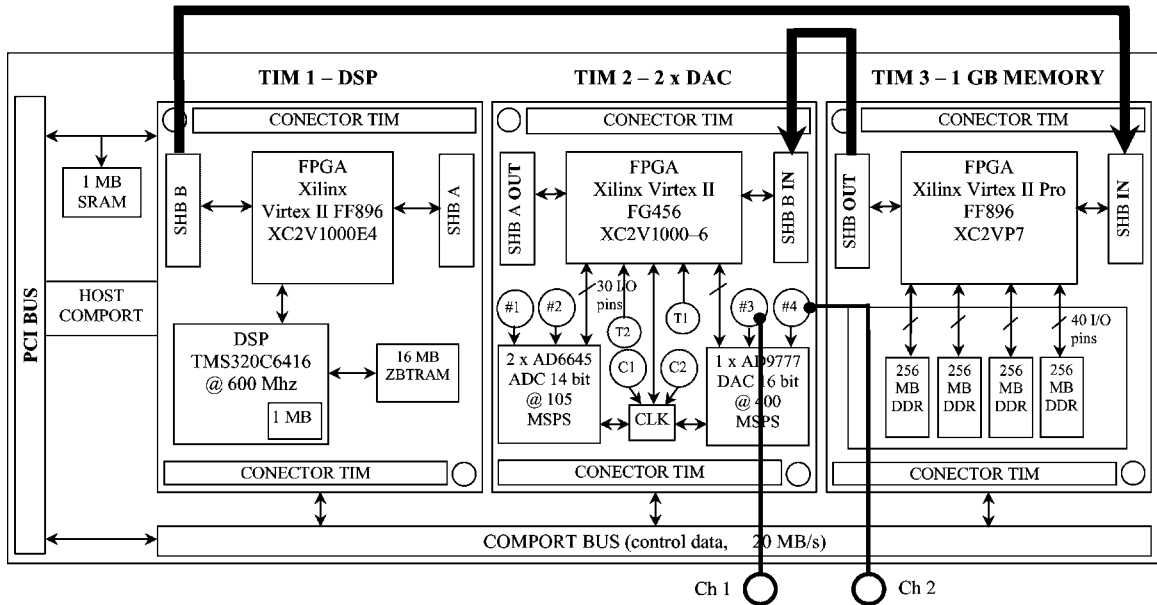 TIM 1 – DSP
TIM 2 – 2 x DAC
TIM 3 – 1 GB MEMORY
PCI BUS
1 MB
SRAM
HOST
COMPORT
CONECTOR TIM
SHB B
FPGA
Xilinx
Virtex II FF896
XC2V1000E4
SHB A
DSP
TMS320C6416
@ 600 Mhz
1 MB
16 MB
ZBTRAM
CONECTOR TIM
CONECTOR TIM
SHB A OUT
FPGA
Xilinx Virtex II
FG456
XC2V1000–6
SHB B IN
30 I/O
pins
#1
#2
T2
T1
#3
#4
C1
C2
2 x AD6645
ADC 14 bit
@ 105
MSPS
CLK
1 x AD9777
DAC 16 bit
@ 400
MSPS
CONECTOR TIM
CONECTOR TIM
SHB OUT
FPGA
Xilinx Virtex II Pro
FF896
XC2VP7
SHB IN
40 I/O
pins
256
MB
DDR
256
MB
DDR
256
MB
DDR
256
MB
DDR
CONECTOR TIM
COMPORT BUS (control data, 20 MB/s)
Ch 1
Ch 2